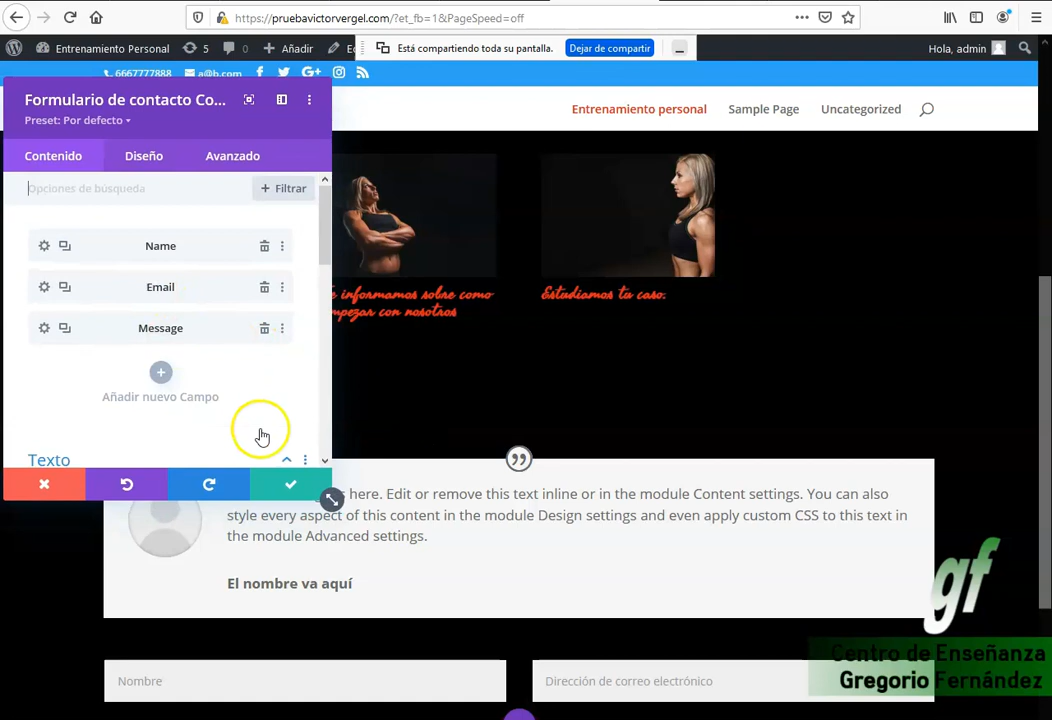 https://pruebavictorvergel.com/?et_fb=1&PageSpeed=off
Entrenamiento Personal
5
0
Añadir
Está compartiendo toda su pantalla.
Dejar de compartir
Hola, admin
6667777888
a@b.com
G+
Formulario de contacto Co...
Preset: Por defecto
Contenido
Diseño
Avanzado
Entrenamiento personal
Sample Page
Uncategorized
Opciones de búsqueda
+ Filtrar
Name
Email
Message
Añadir nuevo Campo
Texto
informamos sobre como
empezar con nosotros
Estudiamos tu caso.
here. Edit or remove this text inline or in the module Content settings. You can also
style every aspect of this content in the module Design settings and even apply custom CSS to this text in
the module Advanced settings.
El nombre va aquí
Nombre
Dirección de correo electrónico
gf
Centro de Enseñanza
Gregorio Fernández